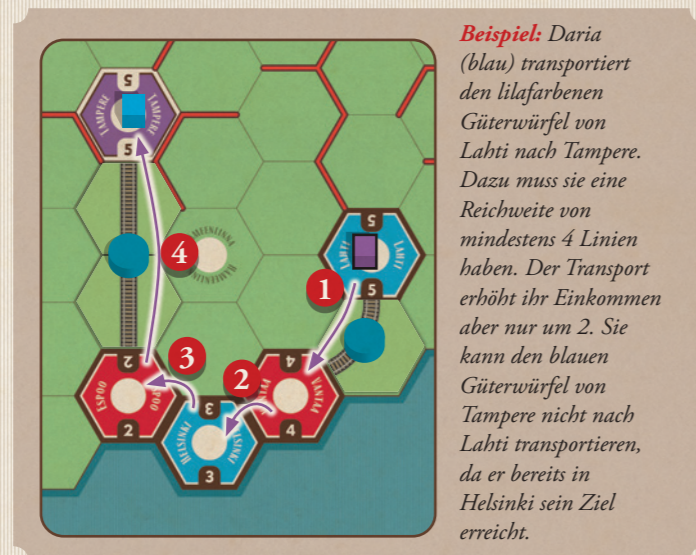 5
TAMPERE
TAMPERE
5
5
LAHTI
LAHTI
5
4
1
3
2
2
ESPOO
2
4
VANTAA
4
3
HELSINKI
3
HÄMEENLINNA
Beispiel: Daria
(blau) transportiert
den lilafarbenen
Güterwürfel von
Lahti nach Tampere.
Dazu muss sie eine
Reichweite von
mindestens 4 Linien
haben. Der Transport
erhöht ihr Einkommen
aber nur um 2. Sie
kann den blauen
Güterwürfel von
Tampere nicht nach
Lahti transportieren,
da er bereits in
Helsinki sein Ziel
erreicht.